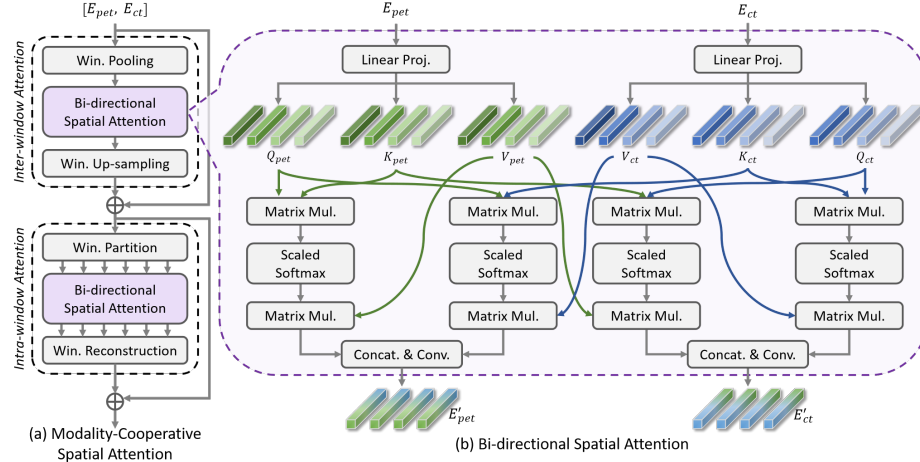 [E_pet, E_ct]
Inter-window Attention
Win. Pooling
Bi-directional
Spatial Attention
Win. Up-sampling
Intra-window Attention
Win. Partition
Bi-directional
Spatial Attention
Win. Reconstruction
(a) Modality-Cooperative
Spatial Attention
E_pet
E_ct
Linear Proj.
Linear Proj.
Q_pet
K_pet
V_pet
V_ct
K_ct
Q_ct
Matrix Mul.
Matrix Mul.
Matrix Mul.
Matrix Mul.
Scaled
Softmax
Scaled
Softmax
Scaled
Softmax
Scaled
Softmax
Matrix Mul.
Matrix Mul.
Matrix Mul.
Matrix Mul.
Concat. & Conv.
Concat. & Conv.
E′_pet
E′_ct
(b) Bi-directional Spatial Attention